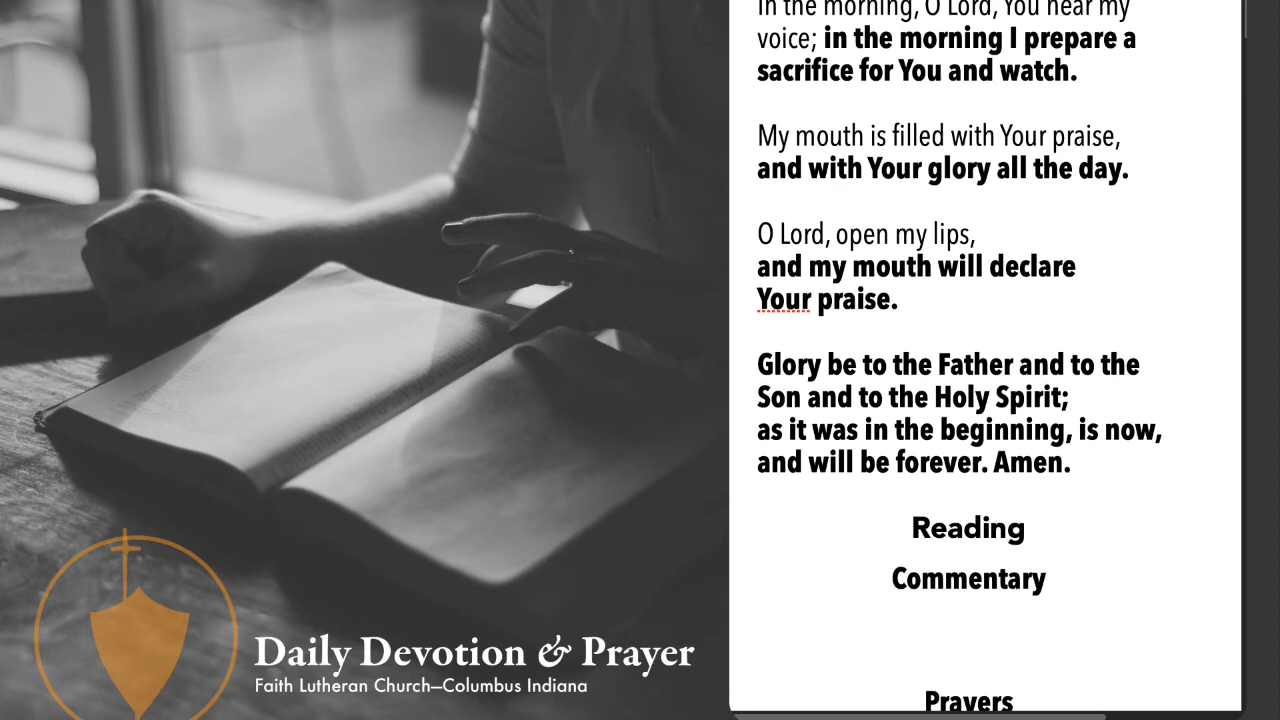 In the morning, O Lord, You hear my
voice; in the morning I prepare a
sacrifice for You and watch.
My mouth is filled with Your praise,
and with Your glory all the day.
O Lord, open my lips,
and my mouth will declare
Your praise.
Glory be to the Father and to the
Son and to the Holy Spirit;
as it was in the beginning, is now,
and will be forever. Amen.
Reading
Commentary
Prayers
Daily Devotion & Prayer
Faith Lutheran Church—Columbus Indiana